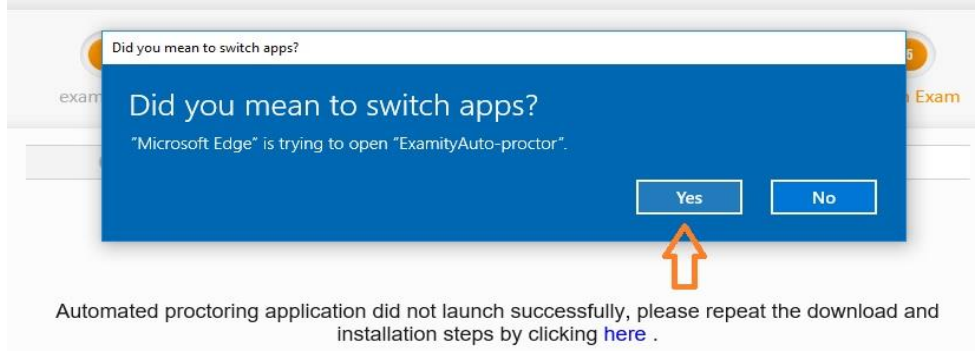 Did you mean to switch apps?
5
exam
Exam
Did you mean to switch apps?
"Microsoft Edge" is trying to open "ExamityAuto-proctor".
Yes No
Automated proctoring application did not launch successfully, please repeat the download and
installation steps by clicking here .